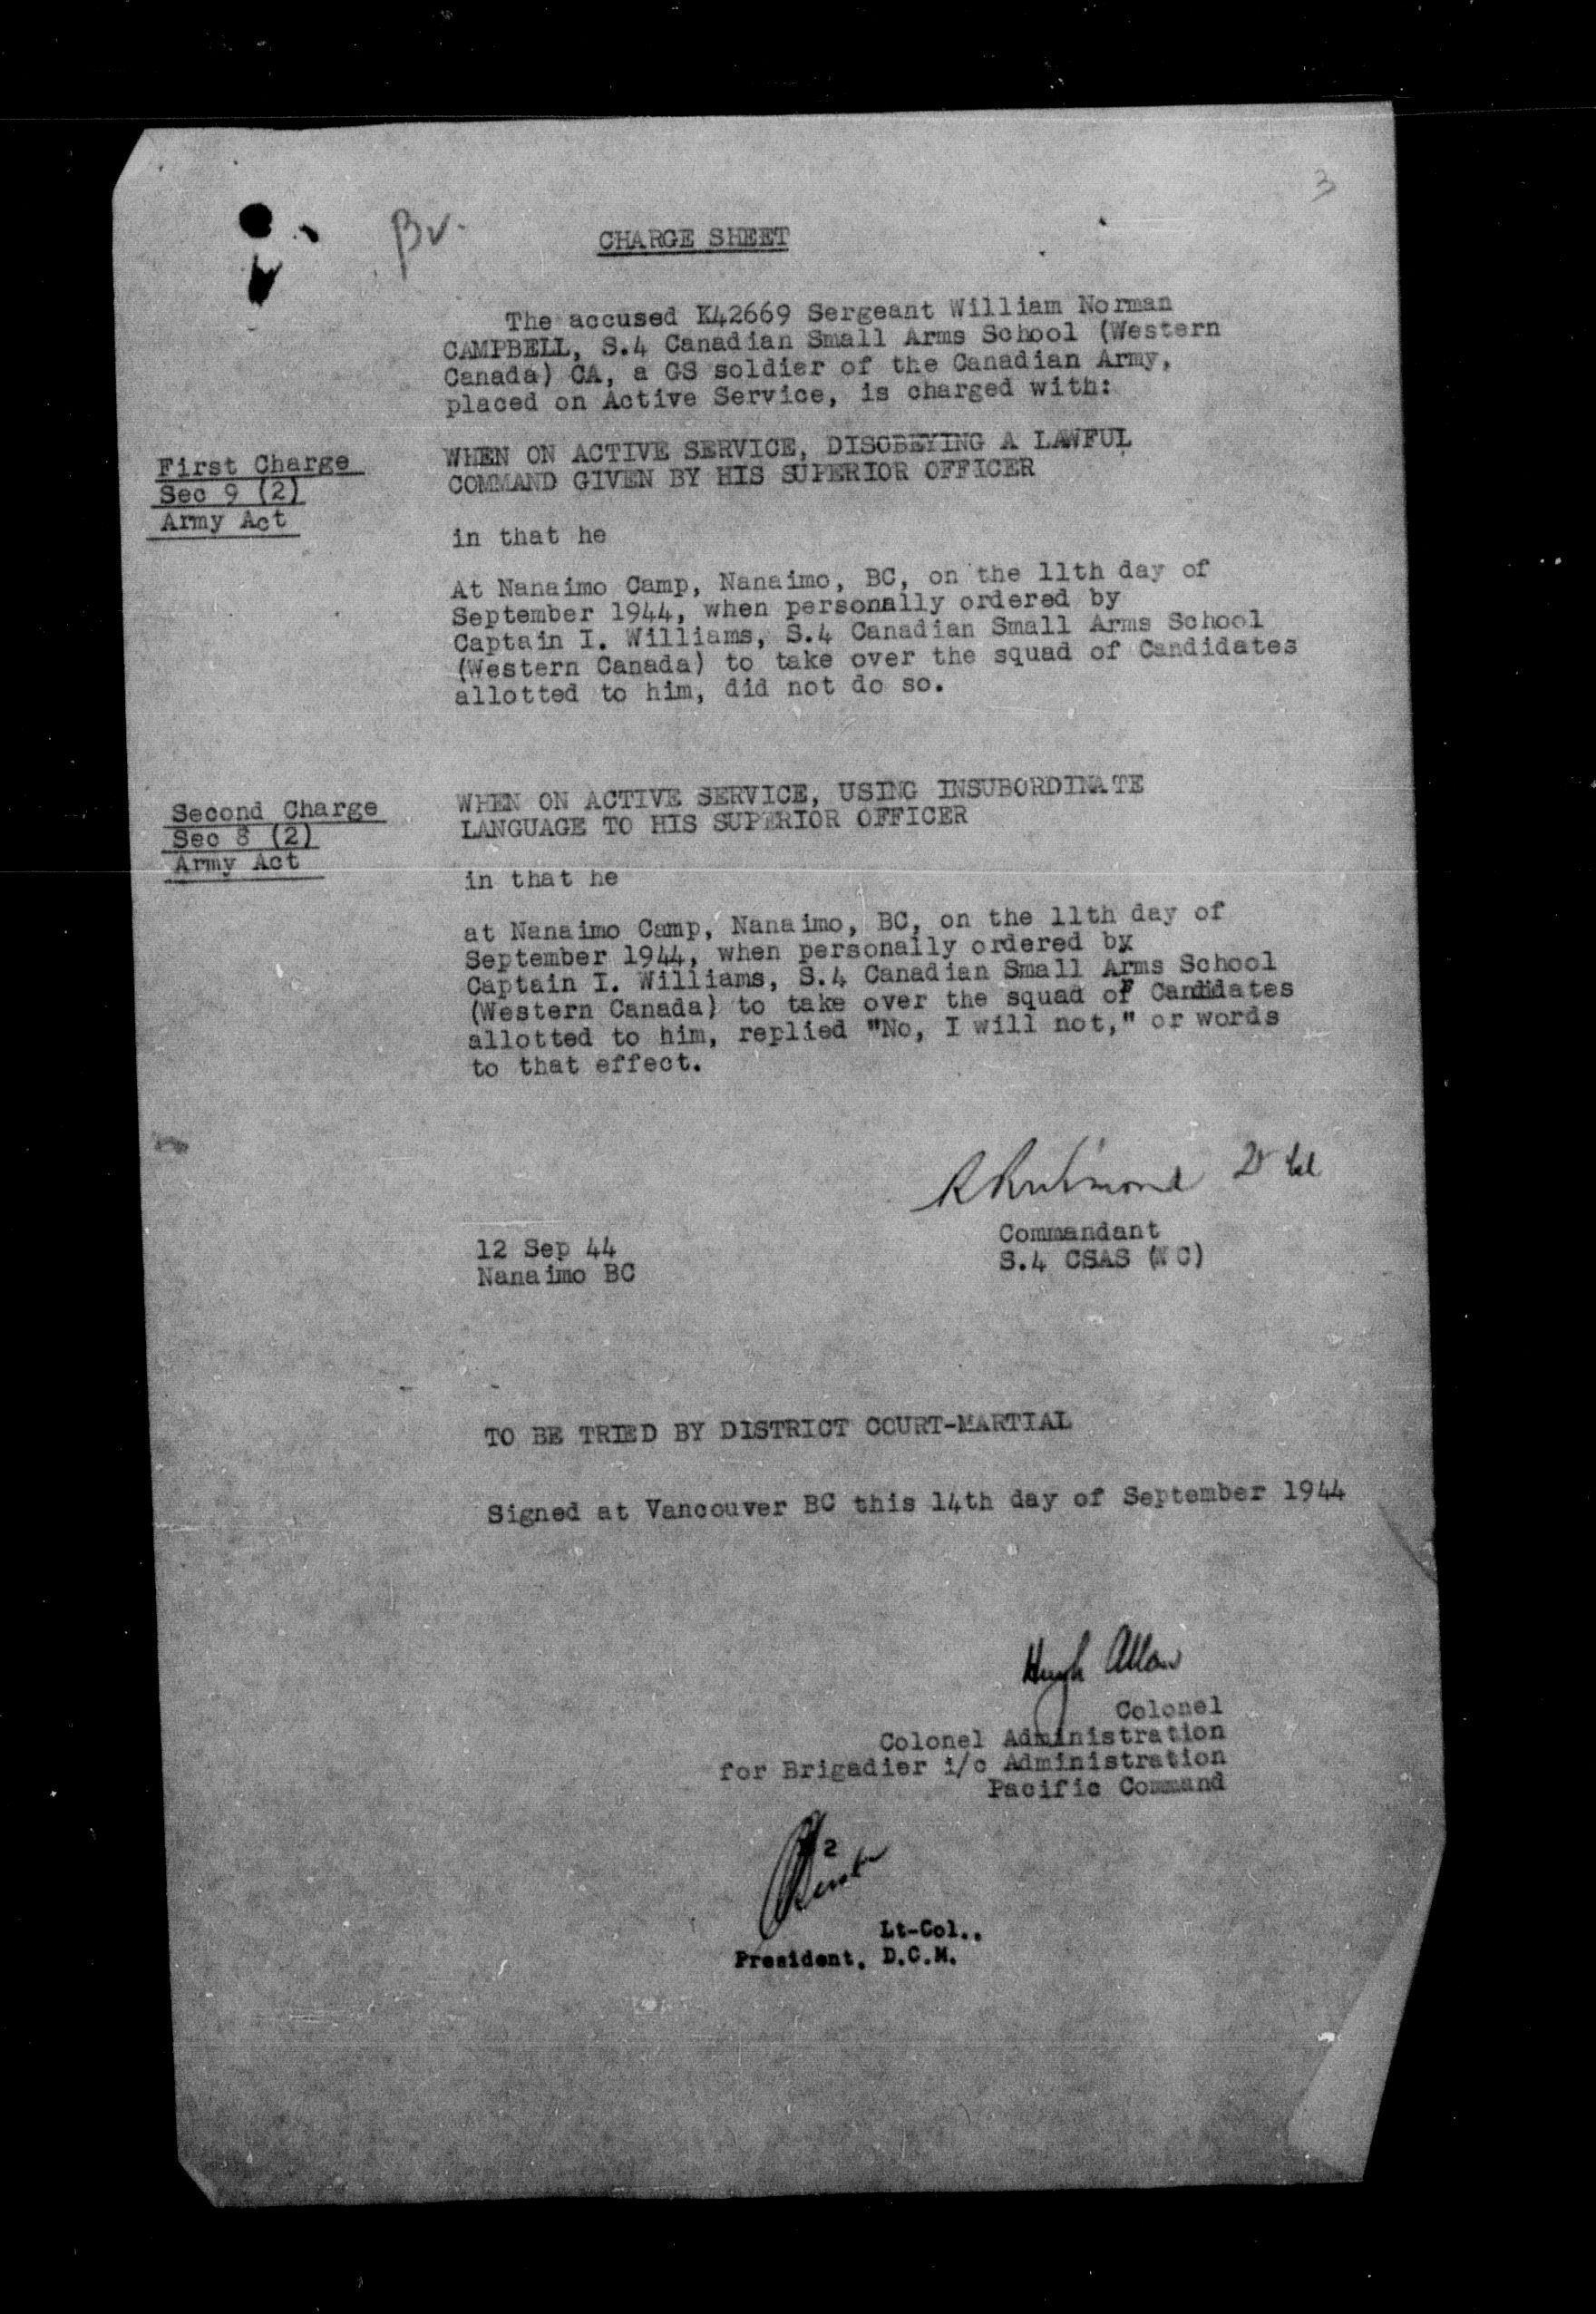 3
CHARGE SHEET
The accused K42669 Sergeant William Norman
CAMPBELL, S.4 Canadian Small Arms School (Western
Canada) CA, a GS soldier of the Canadian Army,
placed on Active Service, is charged with:
First Charge
Sec 9 (2)
Army Act
WHEN ON ACTIVE SERVICE, DISOBEYING A LAWFUL
COMMAND GIVEN BY HIS SUPERIOR OFFICER
in that he
At Nanaimo Camp, Nanaimo, BC, on the 11th day of
September 1944, when personally ordered by
Captain I. Williams, S.4 Canadian Small Arms School
(Western Canada) to take over the squad of Candidates
allotted to him, did not do so.
Second Charge
Sec 8 (2)
Army Act
WHEN ON ACTIVE SERVICE, USING INSUBORDINATE
LANGUAGE TO HIS SUPERIOR OFFICER
in that he
at Nanaimo Camp, Nanaimo, BC, on the 11th day of
September 1944, when personally ordered by
Captain I. Williams, S.4 Canadian Small Arms School
(Western Canada) to take over the squad of Candidates
allotted to him, replied "No, I will not," or words
to that effect.
Commandant
S.4 CSAS (WC)
12 Sep 44
Nanaimo BC
TO BE TRIED BY DISTRICT COURT-MARTIAL
Signed at Vancouver BC this 14th day of September 1944
Hugh Allan
Colonel
Colonel Administration
for Brigadier i/c Administration
Pacific Command
Lt-Col.,
President, D.C.M.